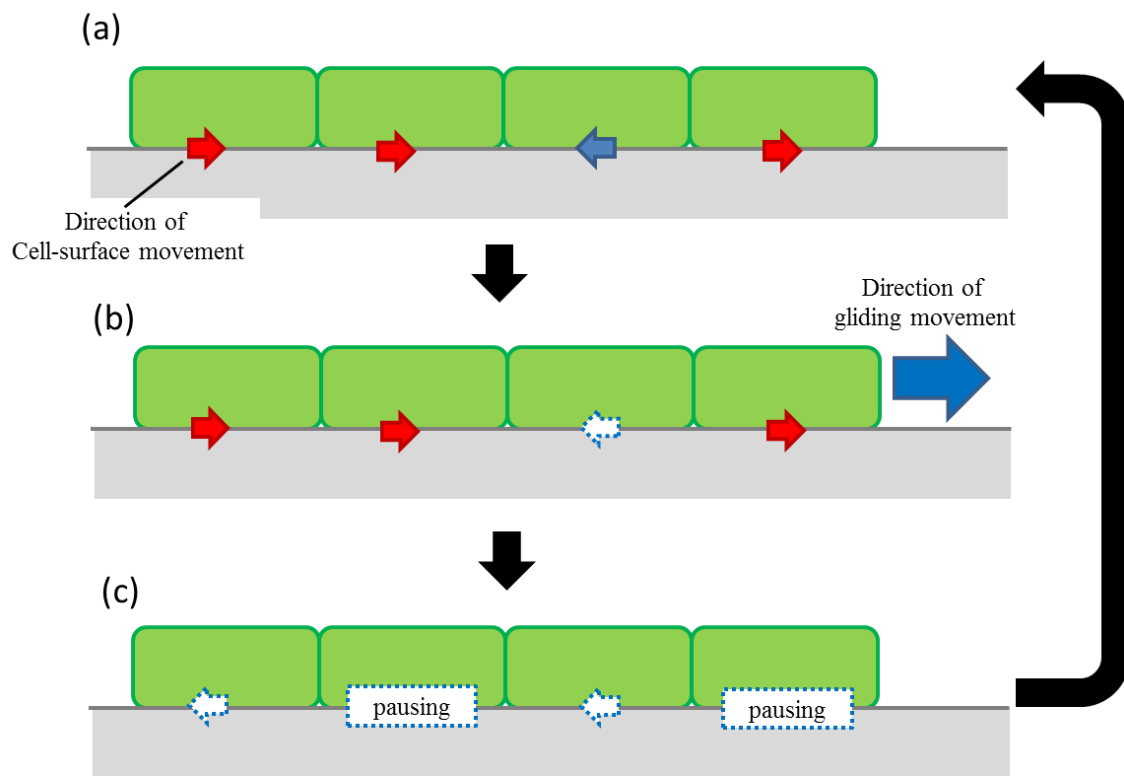 (a)
Direction of
Cell-surface movement
(b)
Direction of
gliding movement
(c)
pausing
pausing